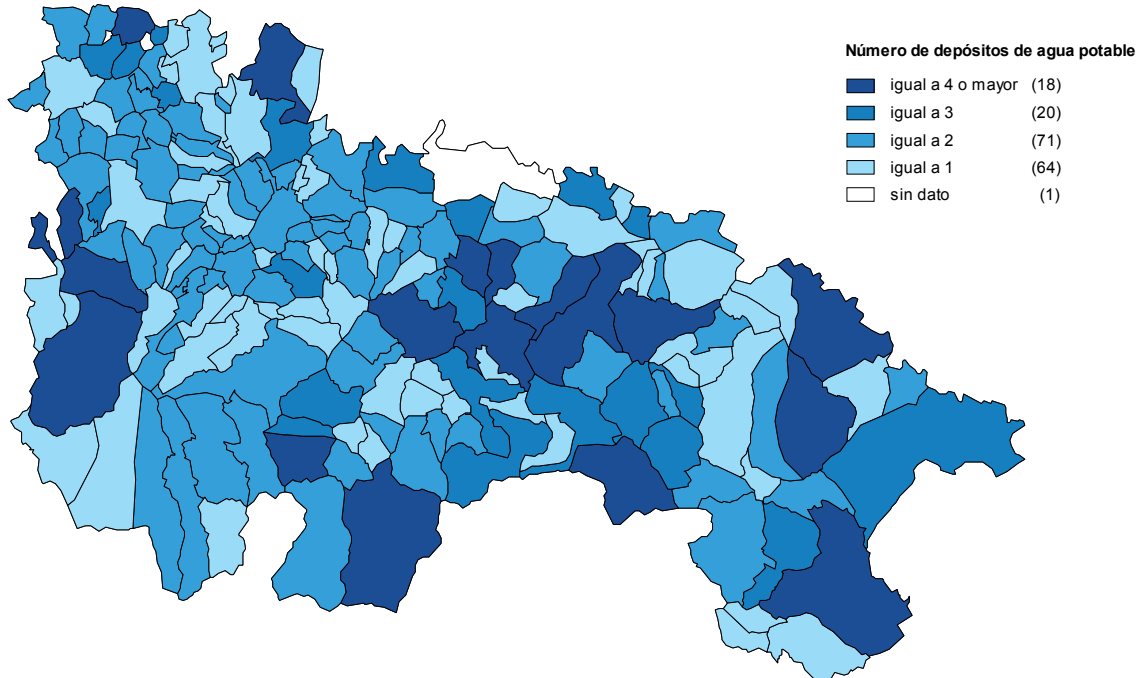 Número de depósitos de agua potable
igual a 4 o mayor (18)
igual a 3 (20)
igual a 2 (71)
igual a 1 (64)
sin dato (1)